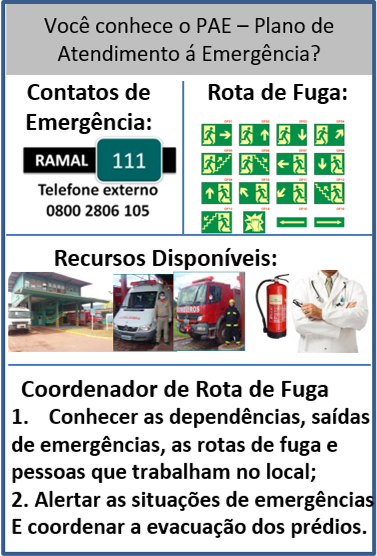 Você conhece o PAE – Plano de
Atendimento á Emergência?
Contatos de
Emergência:
RAMAL 111
Telefone externo
0800 2806 105
Rota de Fuga:
Recursos Disponíveis:
BOMBEIROS
Coordenador de Rota de Fuga
1. Conhecer as dependências, saídas
de emergências, as rotas de fuga e
pessoas que trabalham no local;
2. Alertar as situações de emergências
E coordenar a evacuação dos prédios.